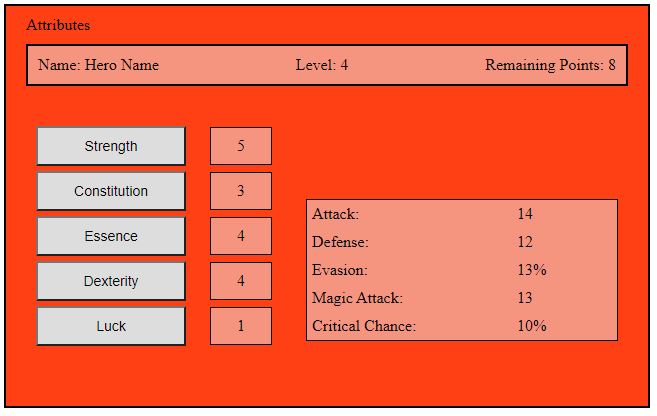 Attributes
Name: Hero Name Level: 4 Remaining Points: 8
Strength 5
Constitution 3
Essence 4
Dexterity 4
Luck 1
Attack: 14
Defense: 12
Evasion: 13%
Magic Attack: 13
Critical Chance: 10%